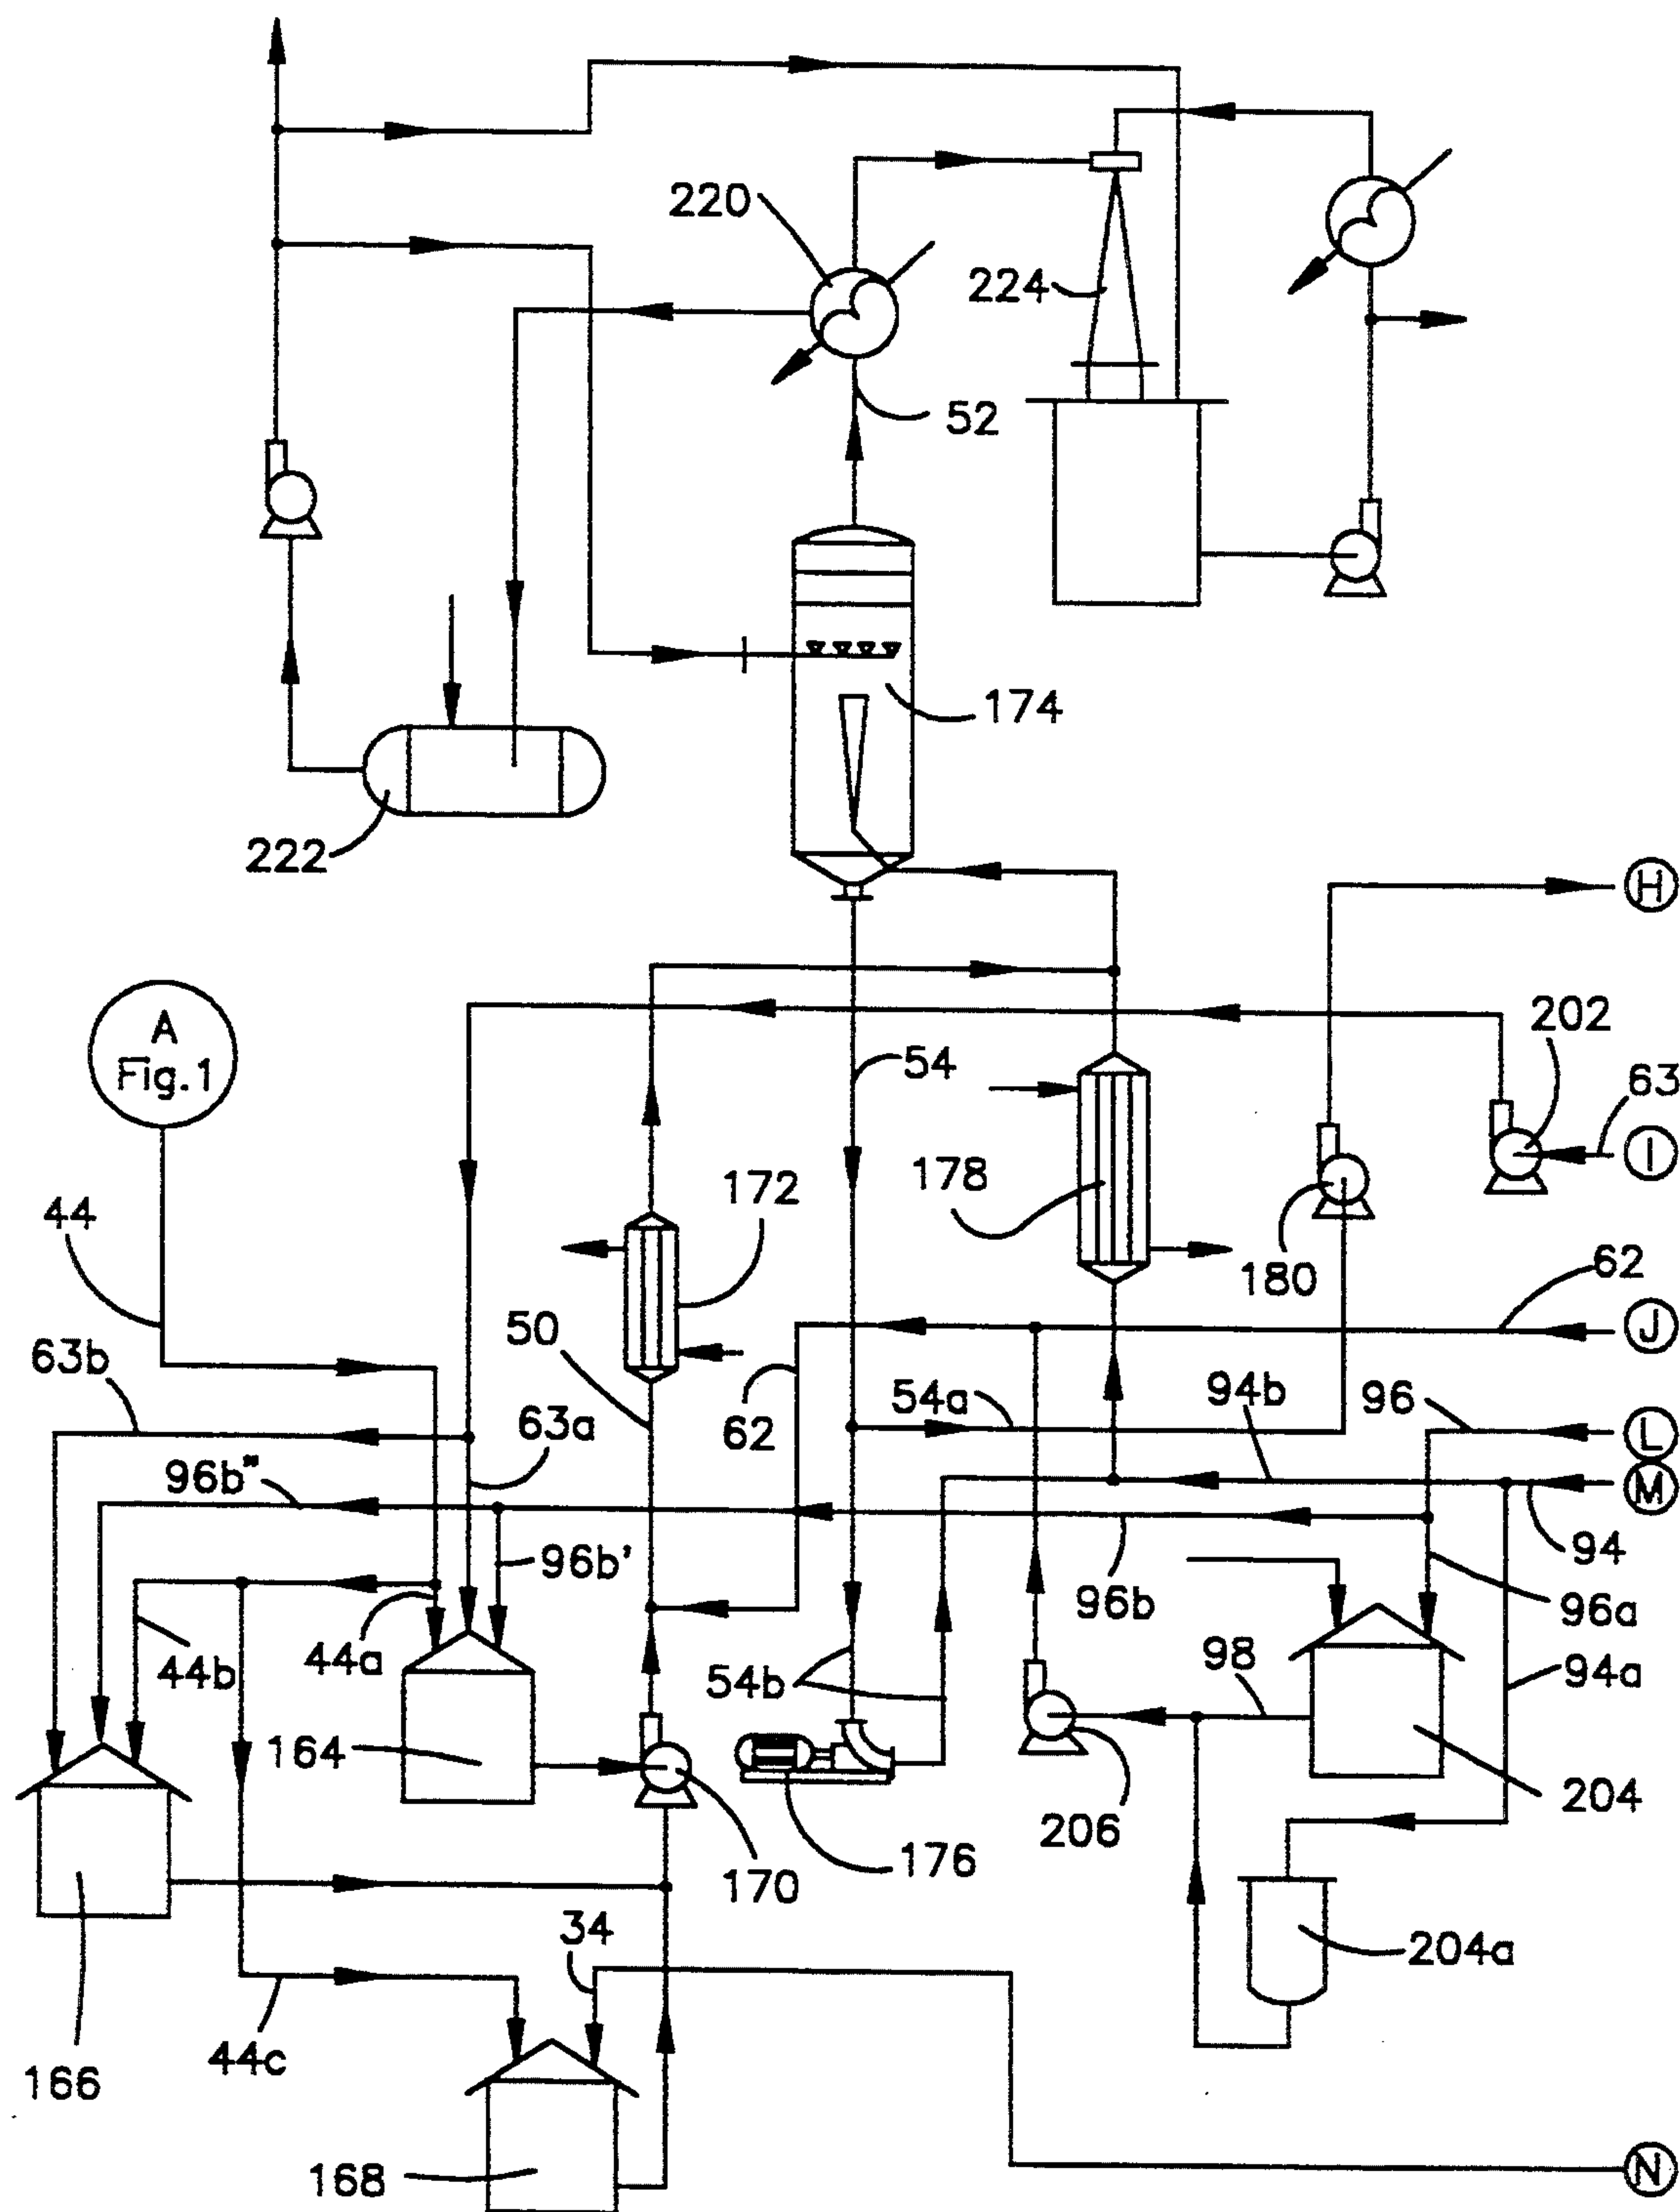 220
224
52
174
222
H
A
Fig.1
54
202
63
I
172
178
44
180
62
J
50
63b
62
54a
94b
96
L
63a
96b"
M
94
96b'
96b
96a
44b
44a
54b
98
94a
164
204
206
176
170
34
204a
166
44c
168
N